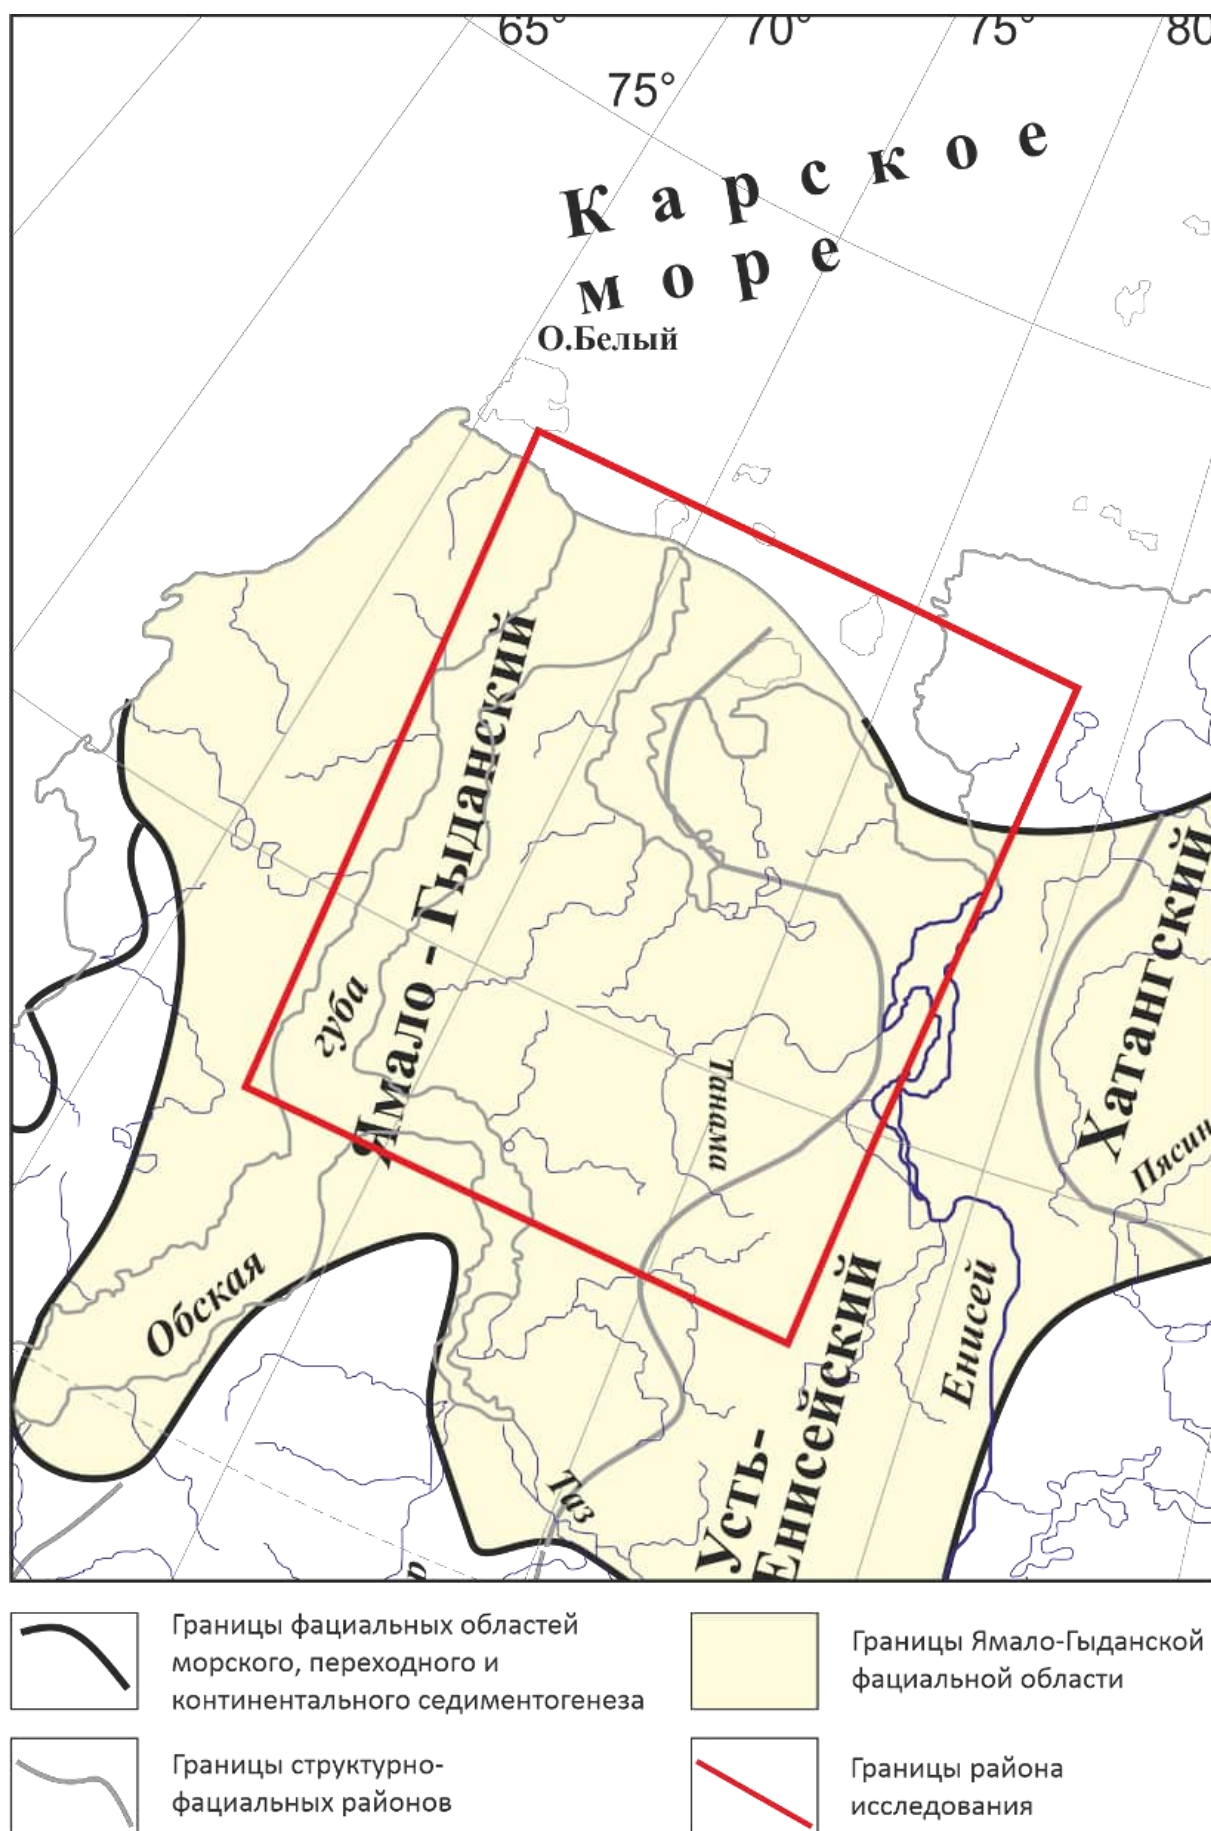 65° 70° 75° 80
75°
Карское
море
О.Белый
Ямало - Гыданский
губа
Обская
Танама
Хатангский
Пясин
Енисей
Усть-
Енисейский
Таз
р
Границы фациальных областей
морского, переходного и
континентального седиментогенеза
Границы Ямало-Гыданской
фациальной области
Границы структурно-
фациальных районов
Границы района
исследования